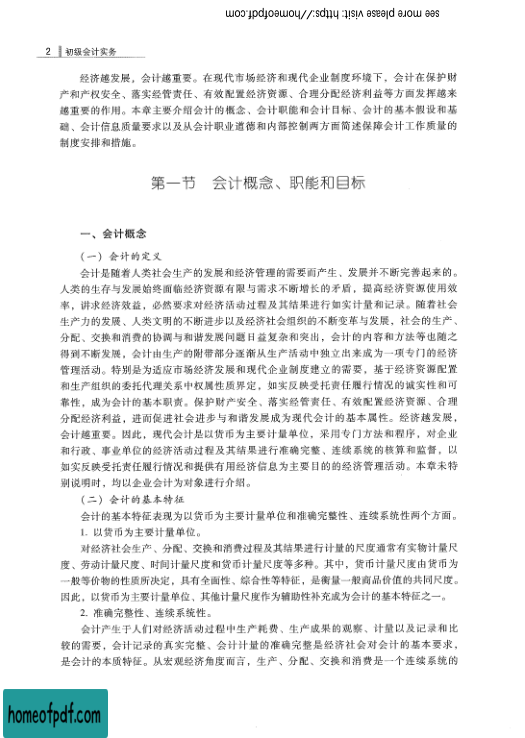 see more please visit: https://homeofpdf.com
2 初级会计实务
经济越发展，会计越重要。在现代市场经济和现代企业制度环境下，会计在保护财
产和产权安全、落实经管责任、有效配置经济资源、合理分配经济利益等方面发挥越来
越重要的作用。本章主要介绍会计的概念、会计职能和会计目标、会计的基本假设和基
础、会计信息质量要求以及从会计职业道德和内部控制两方面简述保障会计工作质量的
制度安排和措施。
第一节 会计概念、职能和目标
一、会计概念
（一）会计的定义
会计是随着人类社会生产的发展和经济管理的需要而产生、发展并不断完善起来的。
人类的生存与发展始终面临经济资源有限与需求不断增长的矛盾，提高经济资源使用效
率，讲求经济效益，必然要求对经济活动过程及其结果进行如实计量和记录。随着社会
生产力的发展、人类文明的不断进步以及经济社会组织的不断变革与发展，社会的生产、
分配、交换和消费的协调与和谐发展问题日益复杂和突出，会计的内容和方法等也随之
得到不断发展，会计由生产的附带部分逐渐从生产活动中独立出来成为一项专门的经济
管理活动。特别是为适应市场经济发展和现代企业制度建立的需要，基于经济资源配置
和生产组织的委托代理关系中权属性质界定，如实反映受托责任履行情况的诚实性和可
靠性，成为会计的基本职责。保护财产安全、落实经管责任、有效配置经济资源、合理
分配经济利益，进而促进社会进步与和谐发展成为现代会计的基本属性。经济越发展，
会计越重要。因此，现代会计是以货币为主要计量单位，采用专门方法和程序，对企业
和行政、事业单位的经济活动过程及其结果进行准确完整、连续系统的核算和监督，以
如实反映受托责任履行情况和提供有用经济信息为主要目的的经济管理活动。本章未特
别说明时，均以企业会计为对象进行介绍。
（二）会计的基本特征
会计的基本特征表现为以货币为主要计量单位和准确完整性、连续系统性两个方面。
1. 以货币为主要计量单位。
对经济社会生产、分配、交换和消费过程及其结果进行计量的尺度通常有实物计量尺
度、劳动计量尺度、时间计量尺度和货币计量尺度等多种。其中，货币计量尺度由货币为
一般等价物的性质所决定，具有全面性、综合性等特征，是衡量一般商品价值的共同尺度。
因此，以货币为主要计量单位、其他计量尺度作为辅助性补充成为会计的基本特征之一。
2. 准确完整性、连续系统性。
会计产生于人们对经济活动过程中生产耗费、生产成果的观察、计量以及记录和比
较的需要，会计记录的真实完整、会计计量的准确完整是经济社会对会计的基本要求，
是会计的本质特征。从宏观经济角度而言，生产、分配、交换和消费是一个连续系统的
homeofpdf.com